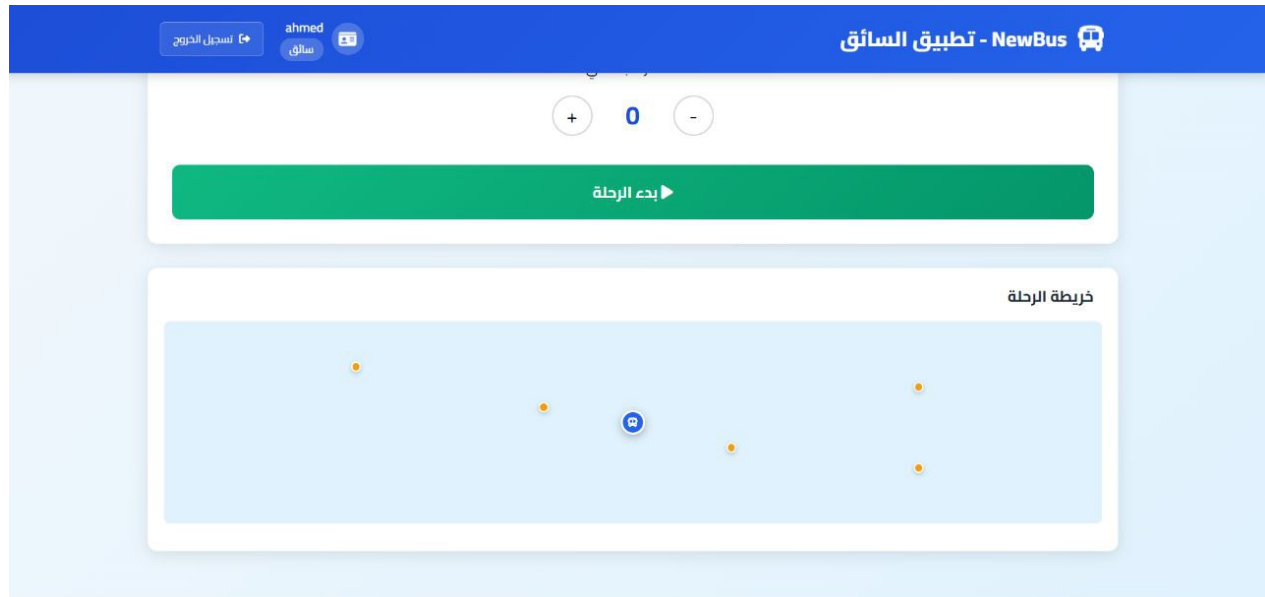 NewBus - تطبيق السائق
ahmed
سائق
تسجيل الخروج
- 0 +
بدء الرحلة
خريطة الرحلة